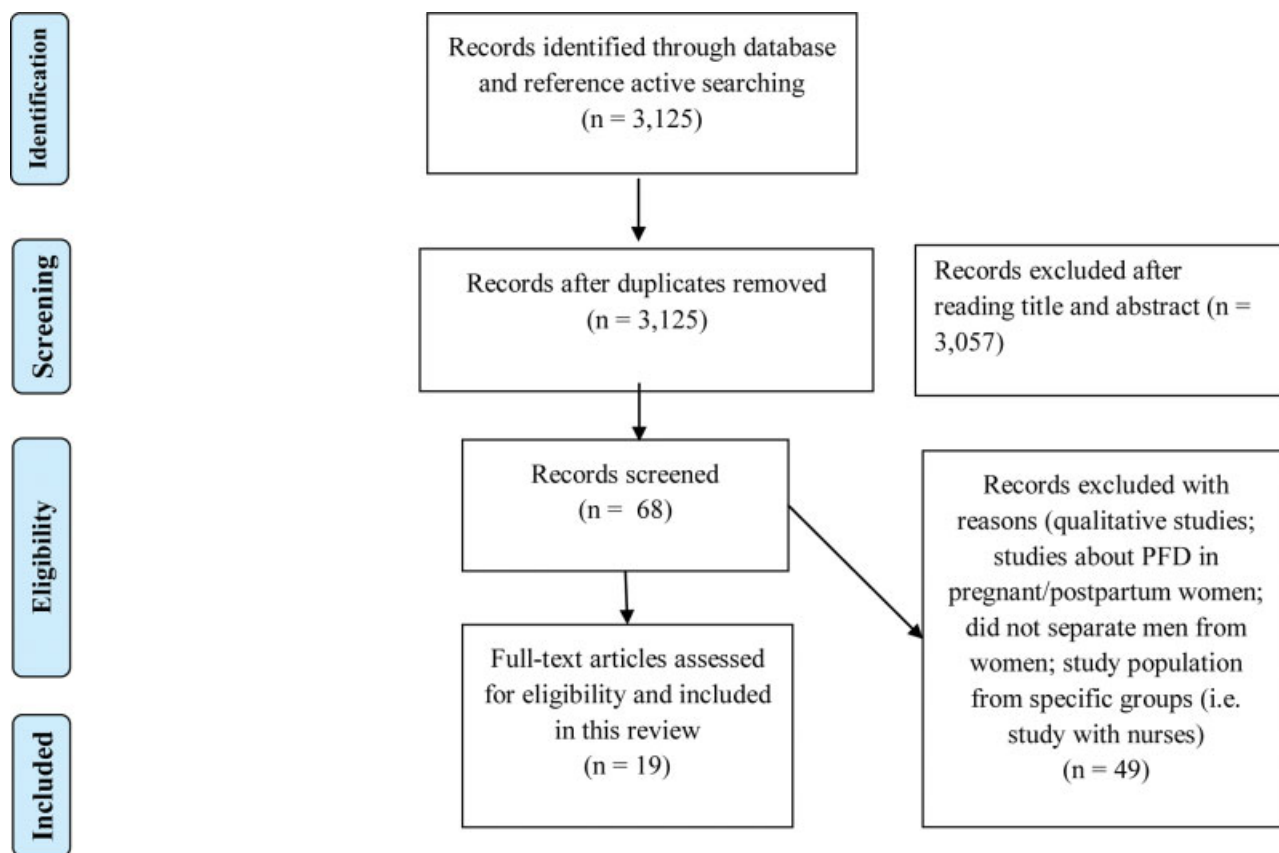 Identification
Records identified through database
and reference active searching
(n = 3,125)
Screening
Records after duplicates removed
(n = 3,125)
Records excluded after
reading title and abstract (n =
3,057)
Eligibility
Records screened
(n = 68)
Records excluded with
reasons (qualitative studies;
studies about PFD in
pregnant/postpartum women;
did not separate men from
women; study population
from specific groups (i.e.
study with nurses)
(n = 49)
Included
Full-text articles assessed
for eligibility and included
in this review
(n = 19)